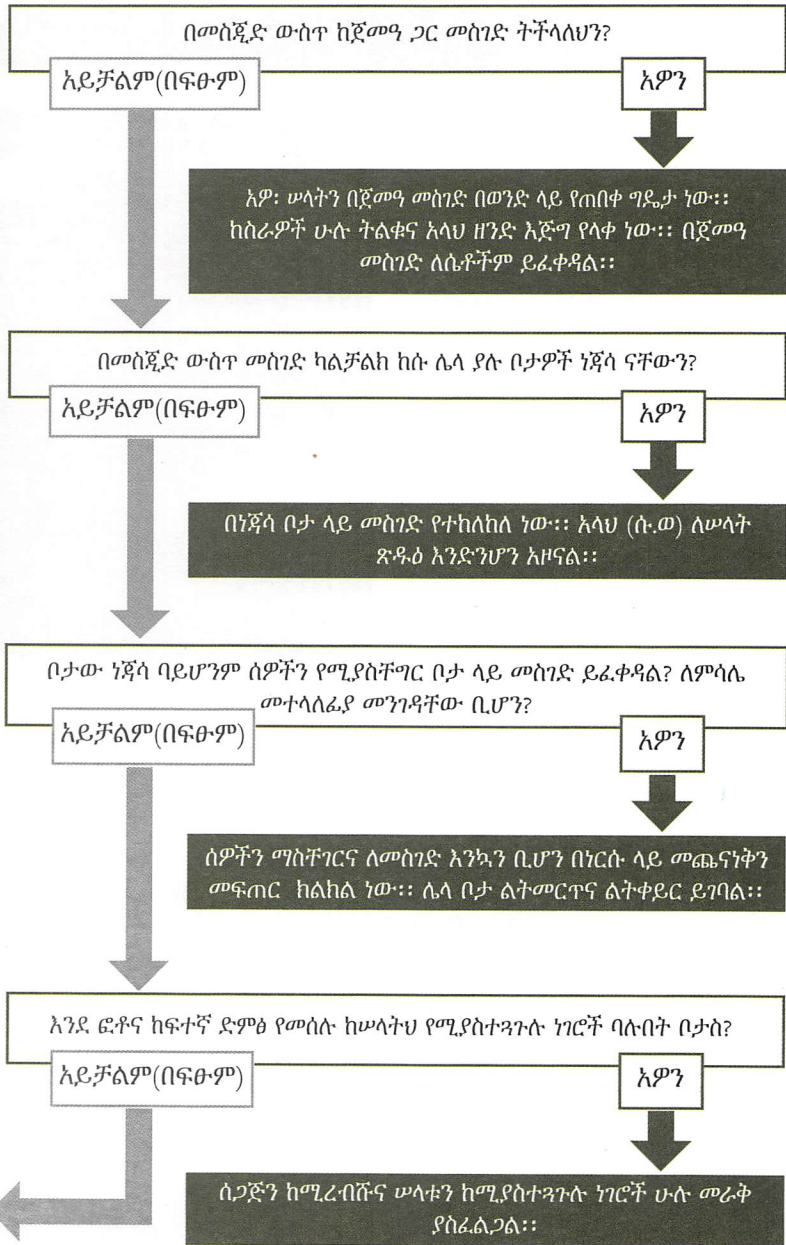 በመስጂድ ውስጥ ከጀመዓ ጋር መስገድ ትችላለህን?
አይቻልም(በፍፁም)
አዎን
አዎ፡ ሠላትን በጀመዓ መስገድ በወንድ ላይ የጠበቀ ግዴታ ነው፡፡
ከስራዎች ሁሉ ትልቁና አላህ ዘንድ እጅግ የላቀ ነው፡፡ በጀመዓ
መስገድ ለሴቶችም ይፈቀዳል፡፡
በመስጂድ ውስጥ መስገድ ካልቻልክ ከሱ ሌላ ያሉ ቦታዎች ነጃሳ ናቸውን?
አይቻልም(በፍፁም)
አዎን
በነጃሳ ቦታ ላይ መስገድ የተከለከለ ነው፡፡ አላህ (ሱ.ወ) ለሠላት
ጽዱዕ እንድንሆን አዞናል፡፡
ቦታው ነጃሳ ባይሆንም ሰዎችን የሚያስቸግር ቦታ ላይ መስገድ ይፈቀዳል? ለምሳሌ
መተላለፊያ መንገዳቸው ቢሆን?
አይቻልም(በፍፁም)
አዎን
ሰዎችን ማስቸገርና ለመስገድ እንኳን ቢሆን በነርሱ ላይ መጨናነቅን
መፍጠር ክልክል ነው፡፡ ሌላ ቦታ ልትመርጥና ልትቀይር ይገባል፡፡
እንደ ፎቶና ከፍተኛ ድምፅ የመሰሉ ከሠላትህ የሚያስተጓጉሉ ነገሮች ባሉበት ቦታስ?
አይቻልም(በፍፁም)
አዎን
ሰጋጅን ከሚረብሹና ሠላቱን ከሚያስተጓጉሉ ነገሮች ሁሉ መራቅ
ያስፈልጋል፡፡